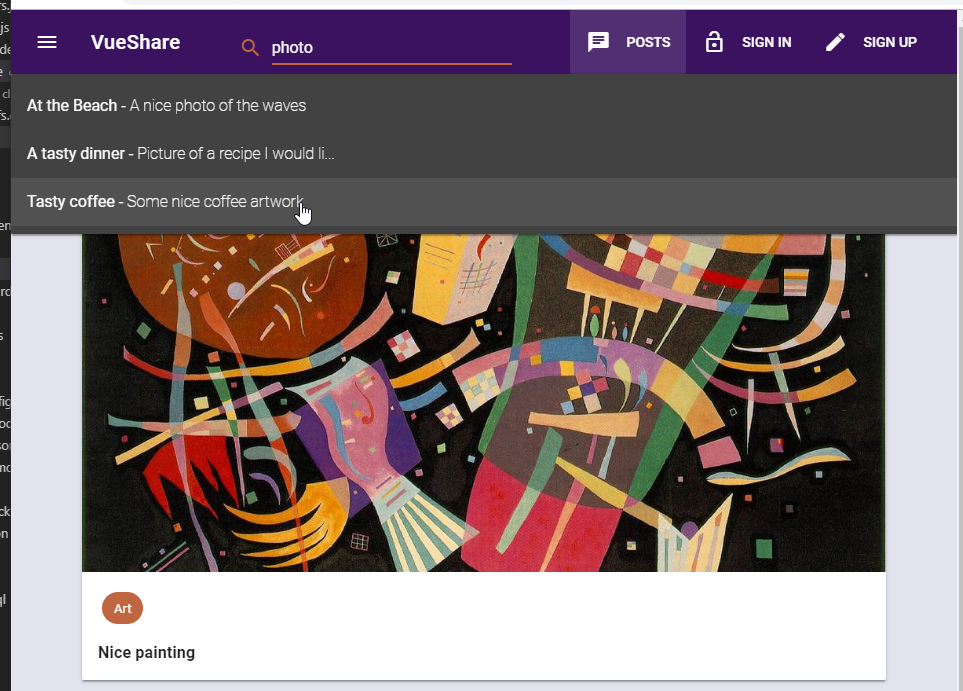 VueShare
photo
POSTS
SIGN IN
SIGN UP
At the Beach - A nice photo of the waves
A tasty dinner - Picture of a recipe I would li...
Tasty coffee - Some nice coffee artwork
Art
Nice painting